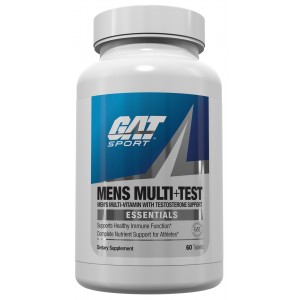 GAT
SPORT
MENS MULTI+TEST
MEN'S MULTI-VITAMIN WITH TESTOSTERONE SUPPORT
ESSENTIALS
Supports Healthy Immune Function*
Complete Nutrient Support for Athletes*
Dietary Supplement
60 Tablets